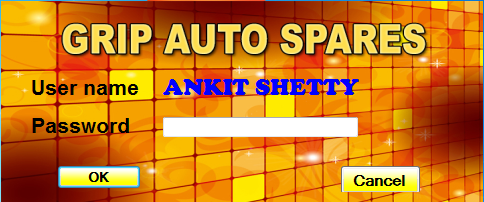 GRIP AUTO SPARES
User name ANKIT SHETTY
Password
OK Cancel